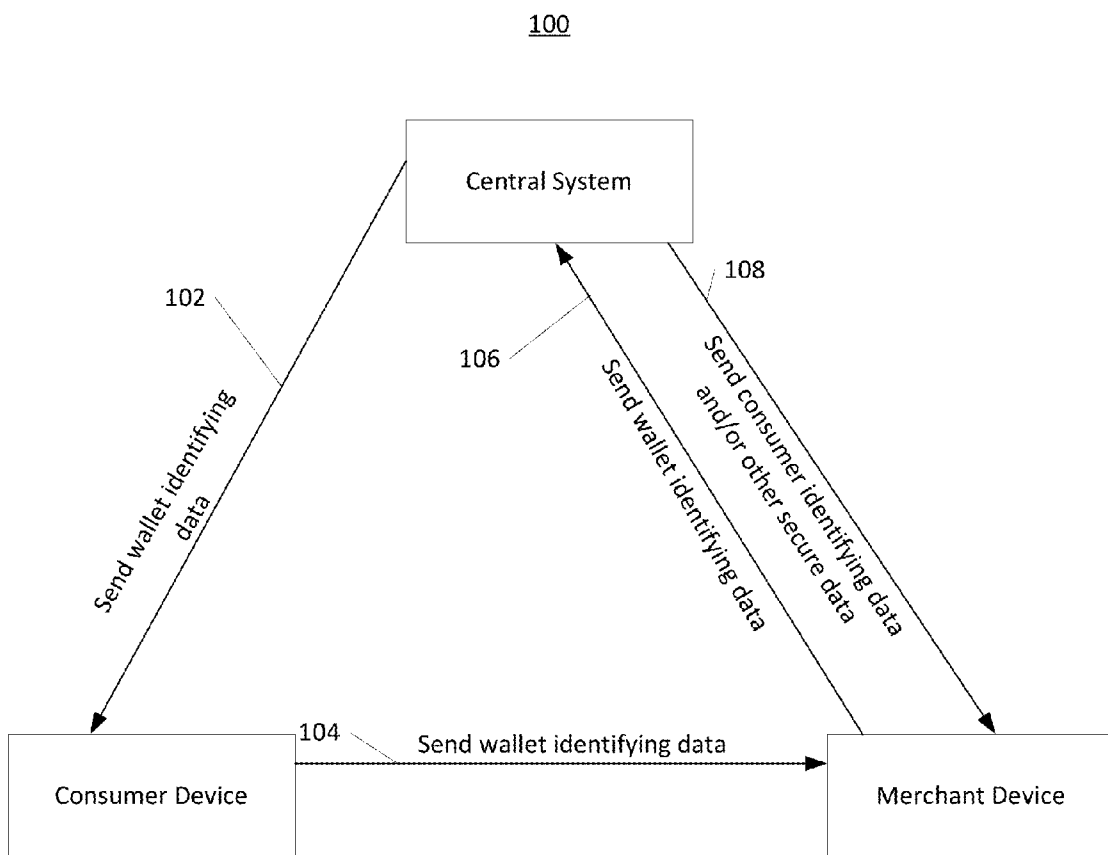 100
Central System
102
108
106
Send wallet identifying
data
Send wallet identifying data
Send consumer identifying data
and/or other secure data
104
Send wallet identifying data
Consumer Device
Merchant Device